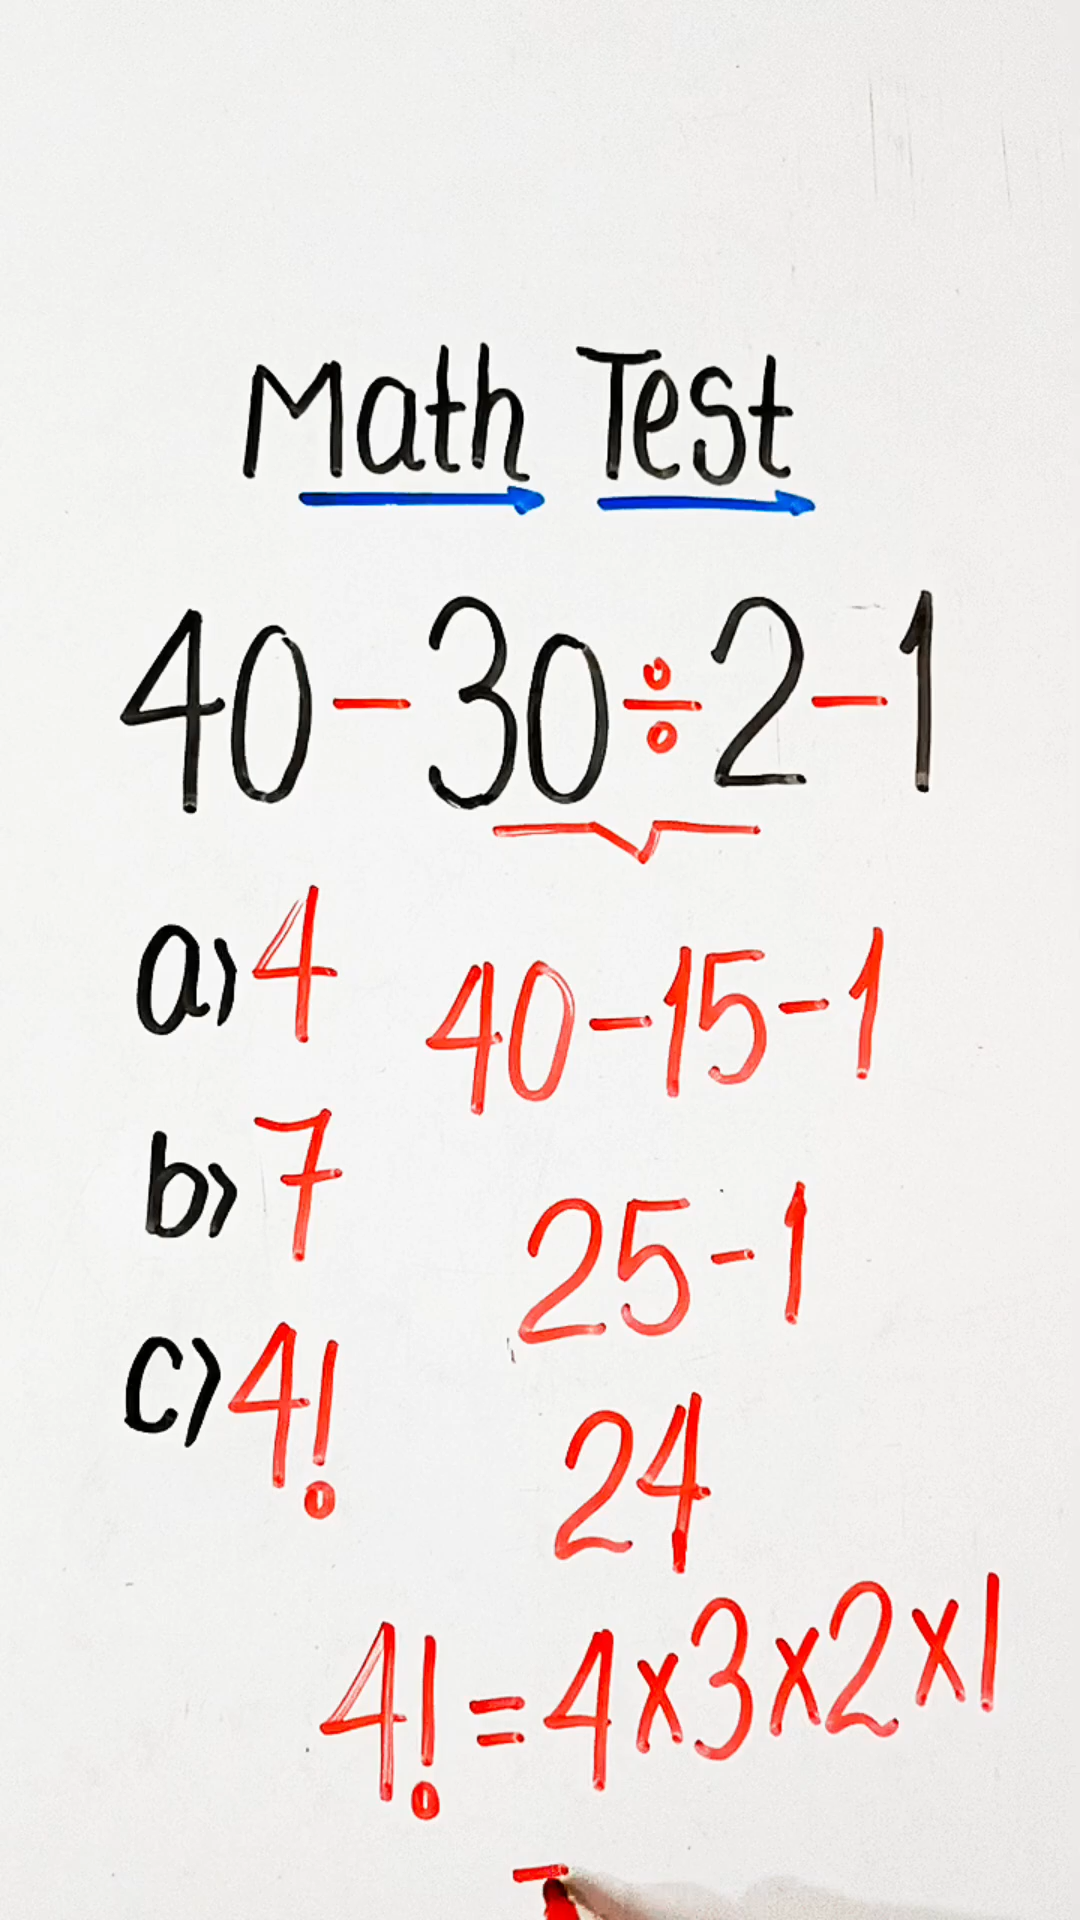 Math Test
40-30÷2-1
a) 4
40-15-1
b) 7
25-1
c) 4!
24
4! = 4x3x2x1
=